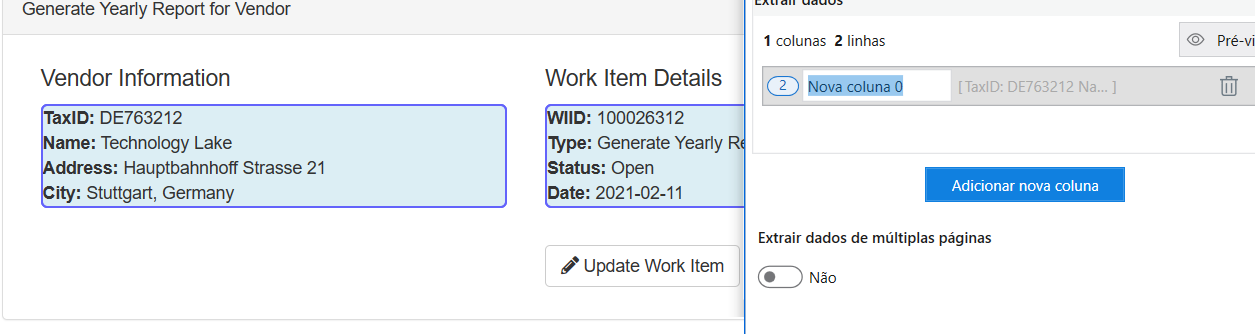 Generate Yearly Report for Vendor
Vendor Information
TaxID: DE763212
Name: Technology Lake
Address: Hauptbahnhoff Strasse 21
City: Stuttgart, Germany
Work Item Details
WIID: 100026312
Type: Generate Yearly Re
Status: Open
Date: 2021-02-11
Update Work Item
Extrair dados
1 colunas 2 linhas
Pré-vi
2 Nova coluna 0 [ TaxID: DE763212 Na... ]
Adicionar nova coluna
Extrair dados de múltiplas páginas
Não